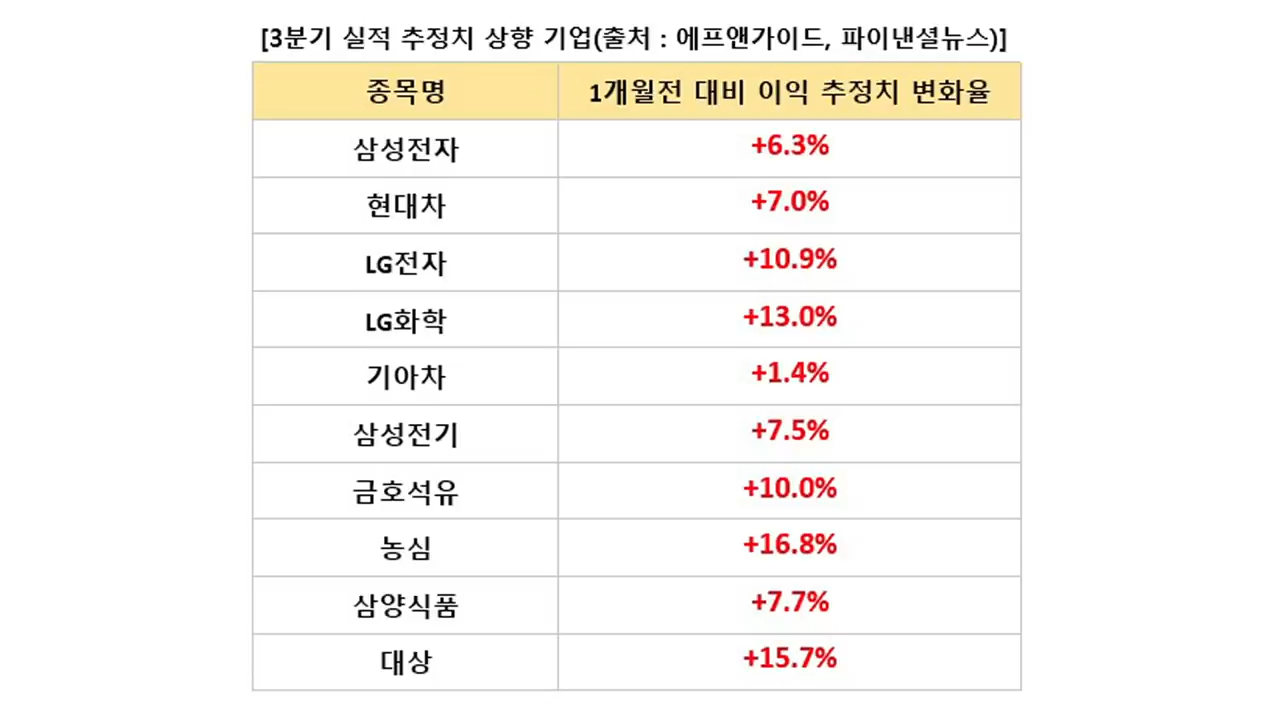 [3분기 실적 추정치 상향 기업(출처 : 에프앤가이드, 파이낸셜뉴스)]
종목명 1개월전 대비 이익 추정치 변화율
삼성전자 +6.3%
현대차 +7.0%
LG전자 +10.9%
LG화학 +13.0%
기아차 +1.4%
삼성전기 +7.5%
금호석유 +10.0%
농심 +16.8%
삼양식품 +7.7%
대상 +15.7%